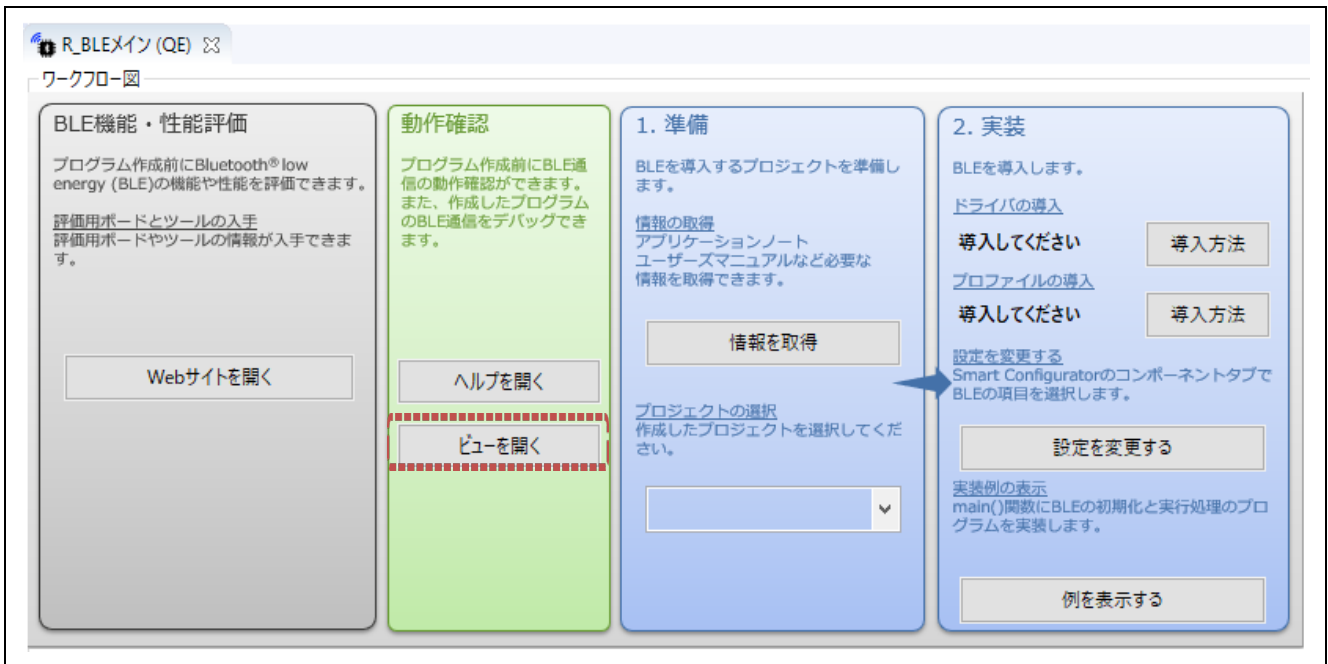 R_BLEメイン (QE)
ワークフロー図
BLE機能・性能評価
プログラム作成前にBluetooth® low
energy (BLE)の機能や性能を評価できます。
評価用ボードとツールの入手
評価用ボードやツールの情報が入手できま
す。
Webサイトを開く
動作確認
プログラム作成前にBLE通
信の動作確認ができます。
また、作成したプログラム
のBLE通信をデバッグでき
ます。
ヘルプを開く
ビューを開く
1. 準備
BLEを導入するプロジェクトを準備し
ます。
情報の取得
アプリケーションノート
ユーザーズマニュアルなど必要な
情報を取得できます。
情報を取得
プロジェクトの選択
作成したプロジェクトを選択してくだ
さい。
2. 実装
BLEを導入します。
ドライバの導入
導入してください
導入方法
プロファイルの導入
導入してください
導入方法
設定を変更する
Smart Configuratorのコンポーネントタブで
BLEの項目を選択します。
設定を変更する
実装例の表示
main()関数にBLEの初期化と実行処理のプロ
グラムを実装します。
例を表示する